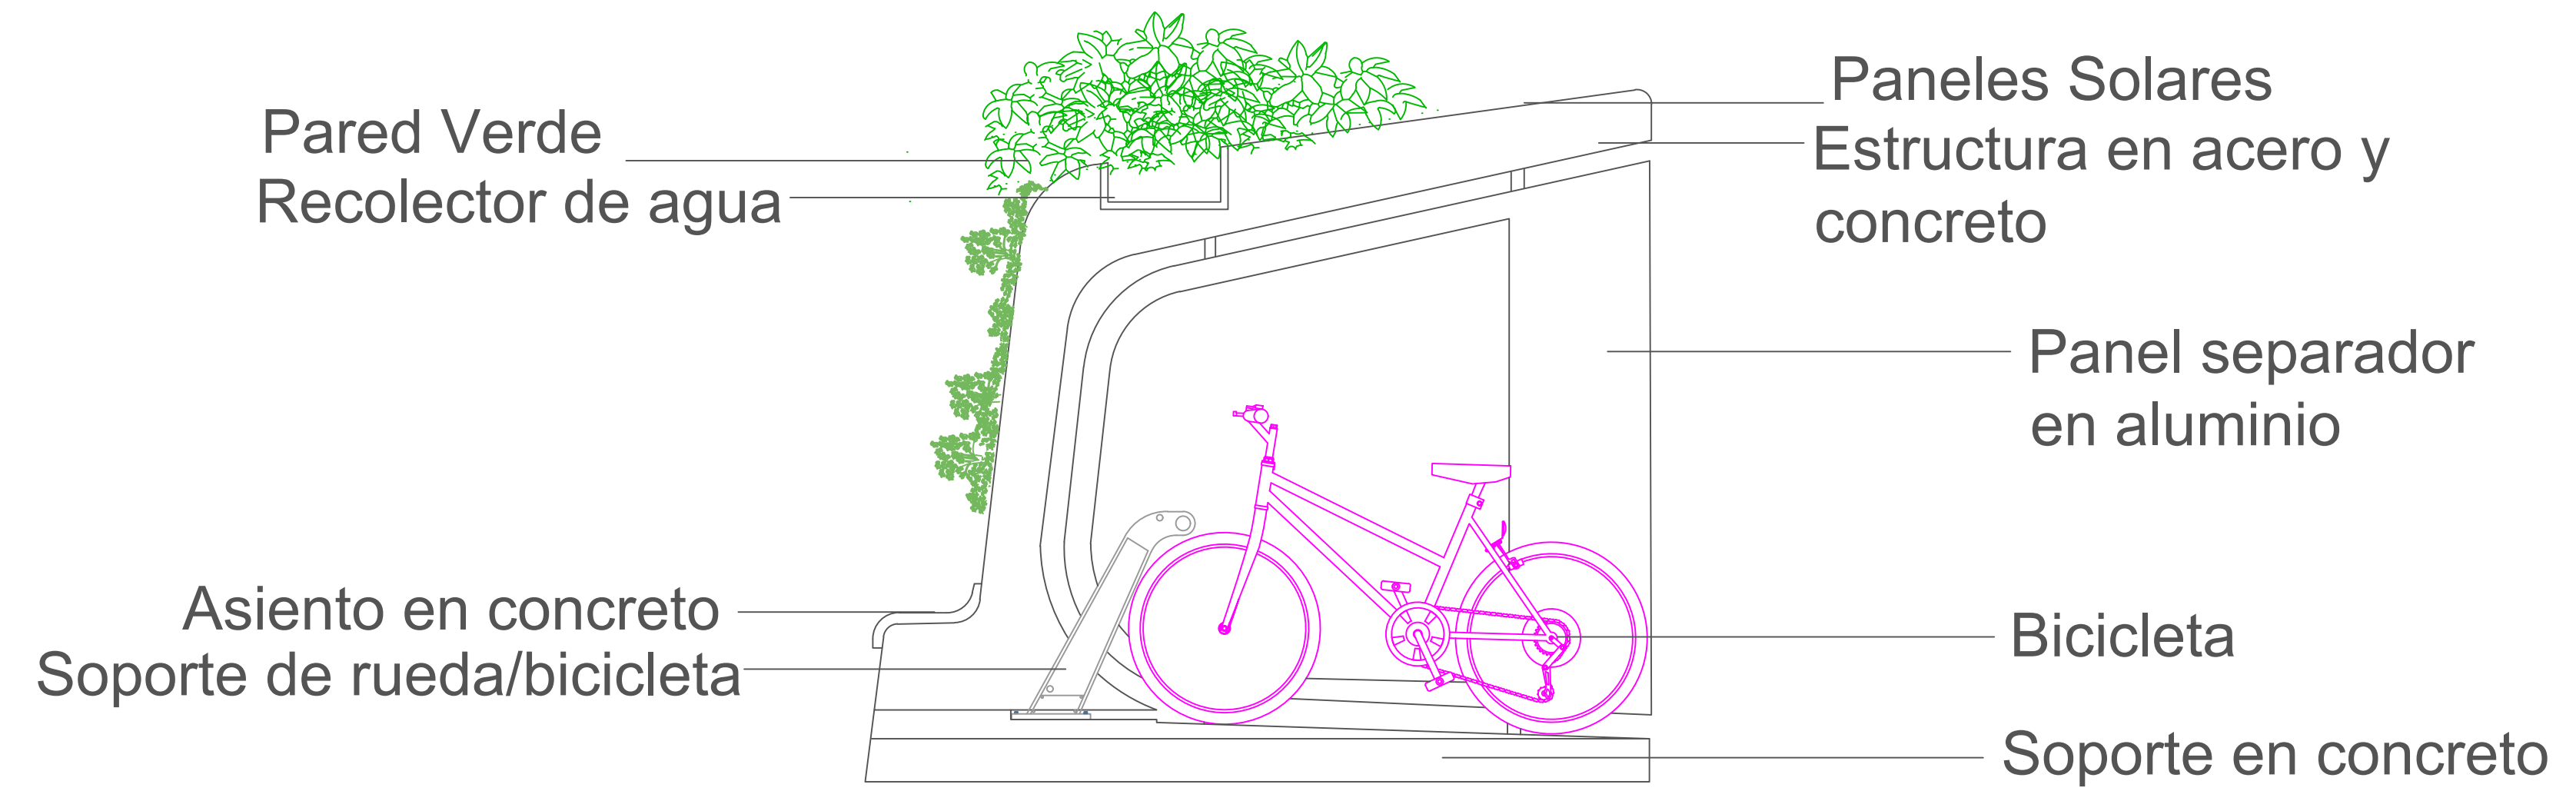 Pared Verde
Recolector de agua
Asiento en concreto
Soporte de rueda/bicicleta
Paneles Solares
Estructura en acero y
concreto
Panel separador
en aluminio
Bicicleta
Soporte en concreto